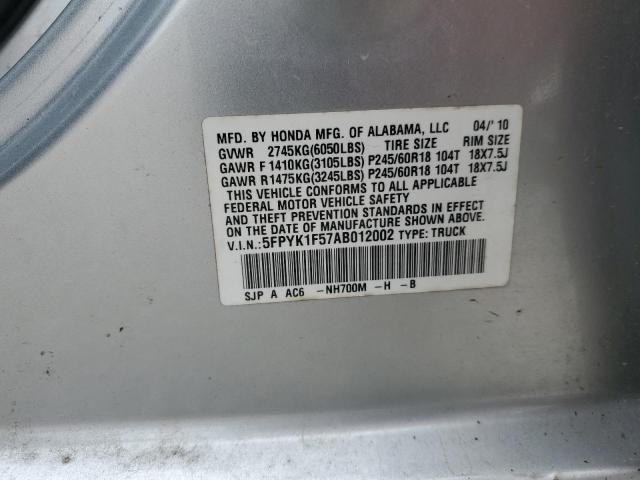 MFD. BY HONDA MFG. OF ALABAMA, LLC 04/'10
GVWR 2745KG(6050LBS) TIRE SIZE RIM SIZE
GAWR F 1410KG(3105LBS) P245/60R18 104T 18X7.5J
GAWR R1475KG(3245LBS) P245/60R18 104T 18X7.5J
THIS VEHICLE CONFORMS TO ALL APPLICABLE
FEDERAL MOTOR VEHICLE SAFETY
AND THEFT PREVENTION STANDARDS IN EFFECT
ON THE DATE OF MANUFACTURE SHOWN ABOVE.
V.I.N.:5FPYK1F57AB012002 TYPE: TRUCK
SJP A AC6 -NH700M -H -B